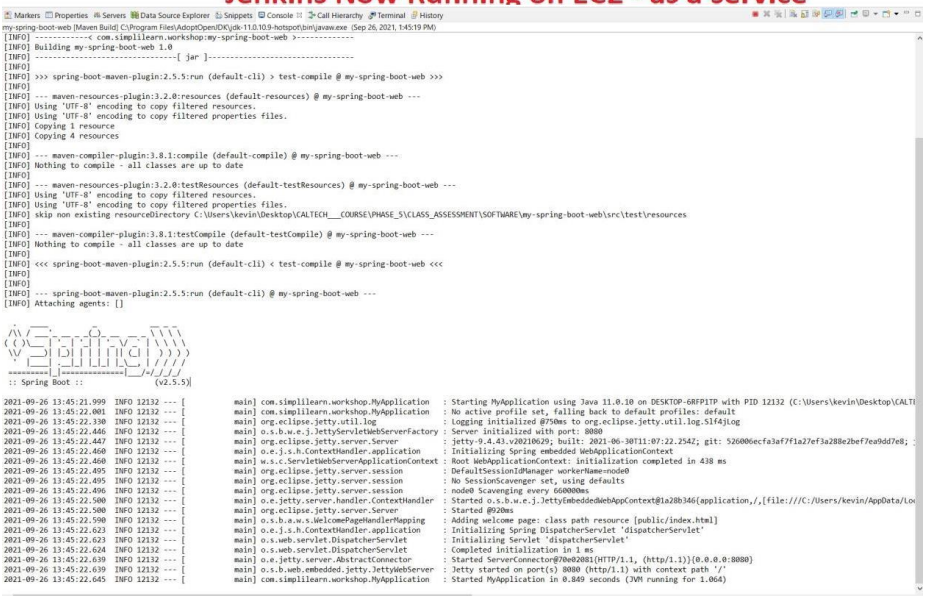 Jenkins Now Running on EC2 - as a service
Markers Properties Servers Data Source Explorer Snippets Console Call Hierarchy Terminal History
my-spring-boot-web [Maven Build] C:\Program Files\AdoptOpenJDK\jdk-11.0.10.9-hotspot\bin\javaw.exe (Sep 26, 2021, 1:45:19 PM)
[INFO] -------------< com.simplilearn.workshop:my-spring-boot-web >-------------
[INFO] Building my-spring-boot-web 1.0
[INFO] --------------------------------[ jar ]---------------------------------
[INFO]
[INFO] >>> spring-boot-maven-plugin:2.5.5:run (default-cli) > test-compile @ my-spring-boot-web >>>
[INFO]
[INFO] --- maven-resources-plugin:3.2.0:resources (default-resources) @ my-spring-boot-web ---
[INFO] Using 'UTF-8' encoding to copy filtered resources.
[INFO] Using 'UTF-8' encoding to copy filtered properties files.
[INFO] Copying 1 resource
[INFO] Copying 4 resources
[INFO]
[INFO] --- maven-compiler-plugin:3.8.1:compile (default-compile) @ my-spring-boot-web ---
[INFO] Nothing to compile - all classes are up to date
[INFO]
[INFO] --- maven-resources-plugin:3.2.0:testResources (default-testResources) @ my-spring-boot-web ---
[INFO] Using 'UTF-8' encoding to copy filtered resources.
[INFO] Using 'UTF-8' encoding to copy filtered properties files.
[INFO] skip non existing resourceDirectory C:\Users\kevin\Desktop\CALTECH___COURSE\PHASE_5\CLASS_ASSESSMENT\SOFTWARE\my-spring-boot-web\src\test\resources
[INFO]
[INFO] --- maven-compiler-plugin:3.8.1:testCompile (default-testCompile) @ my-spring-boot-web ---
[INFO] Nothing to compile - all classes are up to date
[INFO]
[INFO] <<< spring-boot-maven-plugin:2.5.5:run (default-cli) < test-compile @ my-spring-boot-web <<<
[INFO]
[INFO]
[INFO] --- spring-boot-maven-plugin:2.5.5:run (default-cli) @ my-spring-boot-web ---
[INFO] Attaching agents: []
Spring
:: Spring Boot :: (v2.5.5)
2021-09-26 13:45:21.999 INFO 12132 --- [ main] com.simplilearn.workshop.MyApplication : Starting MyApplication using Java 11.0.10 on DESKTOP-6RFP1TP with PID 12132 (C:\Users\kevin\Desktop\CALT
2021-09-26 13:45:22.001 INFO 12132 --- [ main] com.simplilearn.workshop.MyApplication : No active profile set, falling back to default profiles: default
2021-09-26 13:45:22.330 INFO 12132 --- [ main] org.eclipse.jetty.util.log : Logging initialized @750ms to org.eclipse.jetty.util.log.Slf4jLog
2021-09-26 13:45:22.446 INFO 12132 --- [ main] o.s.b.w.e.j.JettyServletWebServerFactory : Server initialized with port: 8080
2021-09-26 13:45:22.447 INFO 12132 --- [ main] org.eclipse.jetty.server.Server : jetty-9.4.43.v20210629; built: 2021-06-30T11:07:22.254Z; git: 526006ecfa3af7f1a27ef3a288e2bef7ea9dd7e8;
2021-09-26 13:45:22.460 INFO 12132 --- [ main] o.e.j.s.h.ContextHandler.application : Initializing Spring embedded WebApplicationContext
2021-09-26 13:45:22.460 INFO 12132 --- [ main] w.s.c.ServletWebServerApplicationContext : Root WebApplicationContext: initialization completed in 438 ms
2021-09-26 13:45:22.495 INFO 12132 --- [ main] org.eclipse.jetty.server.session : DefaultSessionIdManager workerName=node0
2021-09-26 13:45:22.495 INFO 12132 --- [ main] org.eclipse.jetty.server.session : No SessionScavenger set, using defaults
2021-09-26 13:45:22.496 INFO 12132 --- [ main] org.eclipse.jetty.server.session : node0 Scavenging every 660000ms
2021-09-26 13:45:22.500 INFO 12132 --- [ main] o.e.jetty.server.handler.ContextHandler : Started o.s.b.w.e.j.JettyEmbeddedWebAppContext@1a28b346{application,/,[file:///C:/Users/kevin/AppData/Loc
2021-09-26 13:45:22.500 INFO 12132 --- [ main] org.eclipse.jetty.server.Server : Started @920ms
2021-09-26 13:45:22.590 INFO 12132 --- [ main] o.s.b.a.w.s.WelcomePageHandlerMapping : Adding welcome page: class path resource [public/index.html]
2021-09-26 13:45:22.623 INFO 12132 --- [ main] o.e.j.s.h.ContextHandler.application : Initializing Spring DispatcherServlet 'dispatcherServlet'
2021-09-26 13:45:22.623 INFO 12132 --- [ main] o.s.web.servlet.DispatcherServlet : Initializing Servlet 'dispatcherServlet'
2021-09-26 13:45:22.624 INFO 12132 --- [ main] o.s.web.servlet.DispatcherServlet : Completed initialization in 1 ms
2021-09-26 13:45:22.639 INFO 12132 --- [ main] o.e.jetty.server.AbstractConnector : Started ServerConnector@70e02081{HTTP/1.1, (http/1.1)}{0.0.0.0:8080}
2021-09-26 13:45:22.639 INFO 12132 --- [ main] o.s.b.web.embedded.jetty.JettyWebServer : Jetty started on port(s) 8080 (http/1.1) with context path '/'
2021-09-26 13:45:22.645 INFO 12132 --- [ main] com.simplilearn.workshop.MyApplication : Started MyApplication in 0.849 seconds (JVM running for 1.064)